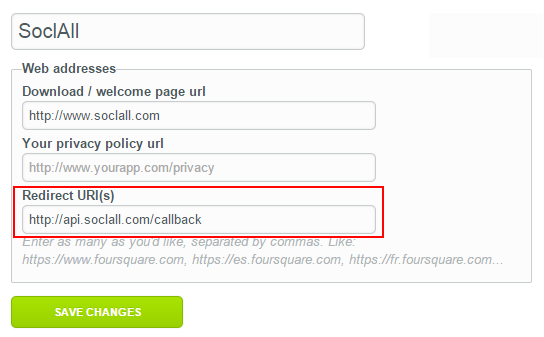 SoclAll
Web addresses
Download / welcome page url
http://www.soclall.com
Your privacy policy url
http://www.yourapp.com/privacy
Redirect URI(s)
http://api.soclall.com/callback
Enter as many as you'd like, separated by commas. Like:
https://www.foursquare.com, https://es.foursquare.com, https://fr.foursquare.com...
SAVE CHANGES